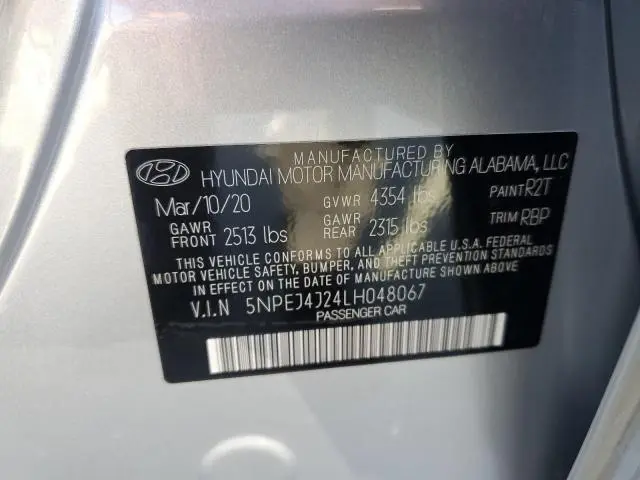 MANUFACTURED BY
HYUNDAI MOTOR MANUFACTURING ALABAMA, LLC
Mar/10/20 GVWR 4354 lbs PAINT R2T
GAWR FRONT 2513 lbs GAWR REAR 2315 lbs TRIM RBP
THIS VEHICLE CONFORMS TO ALL APPLICABLE U.S.A. FEDERAL
MOTOR VEHICLE SAFETY, BUMPER, AND THEFT PREVENTION STANDARDS
IN EFFECT ON THE DATE OF MANUFACTURE SHOWN ABOVE.
V.I.N 5NPEJ4J24LH048067
PASSENGER CAR